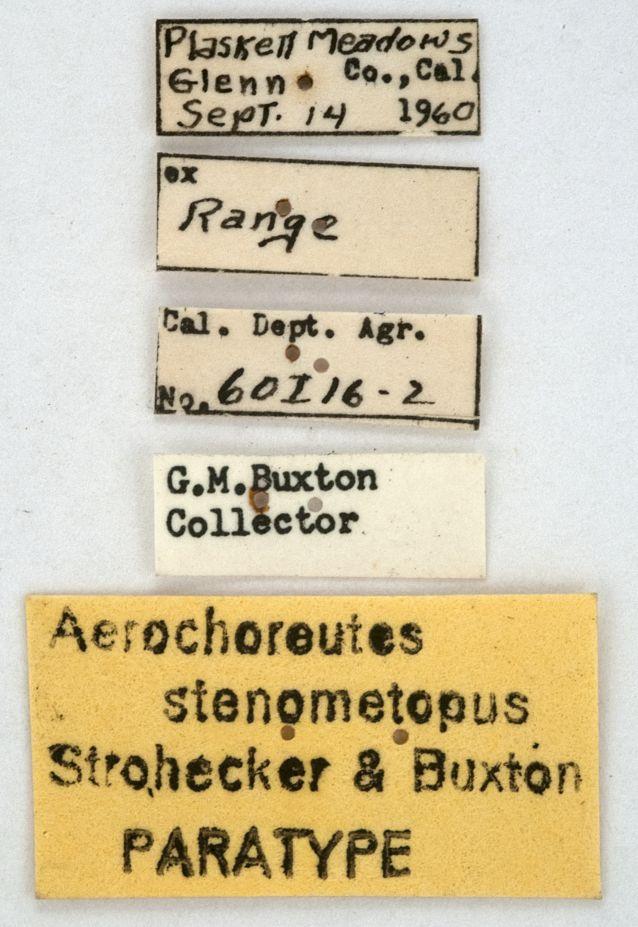 Plaskett Meadows
Glenn Co., Cal.
Sept. 14 1960
ex
Range
Cal. Dept. Agr.
No. 60I16-2
G.M.Buxton
Collector
Aerochoreutes
stenometopus
Strohecker & Buxton
PARATYPE